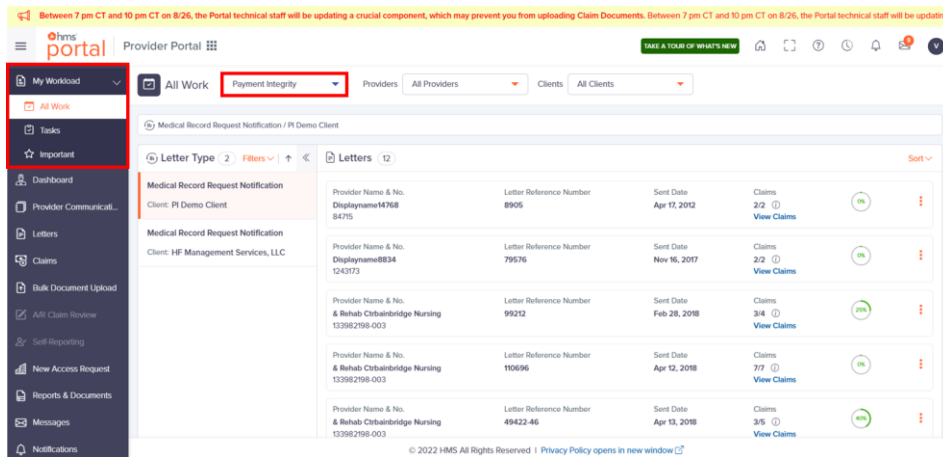 Between 7 pm CT and 10 pm CT on 8/26, the Portal technical staff will be updating a crucial component, which may prevent you from uploading Claim Documents. Between 7 pm CT and 10 pm CT on 8/26, the Portal technical staff will be updatin
hms
portal
Provider Portal
TAKE A TOUR OF WHAT'S NEW
V
My Workload
All Work
Tasks
Important
Dashboard
Provider Communicati...
Letters
Claims
Bulk Document Upload
A/R Claim Review
Self-Reporting
New Access Request
Reports & Documents
Messages
Notifications
All Work
Payment Integrity
Providers
All Providers
Clients
All Clients
Medical Record Request Notification / PI Demo Client
Letter Type 2 Filters
Medical Record Request Notification
Client: PI Demo Client
Medical Record Request Notification
Client: HF Management Services, LLC
Letters 12
Sort
Provider Name & No. Letter Reference Number Sent Date Claims
Displayname14768 8905 Apr 17, 2012 2/2 0%
84715 View Claims
Provider Name & No. Letter Reference Number Sent Date Claims
Displayname8834 79576 Nov 16, 2017 2/2 0%
1243173 View Claims
Provider Name & No. Letter Reference Number Sent Date Claims
& Rehab Ctrbainbridge Nursing 99212 Feb 28, 2018 3/4 25%
133982198-003 View Claims
Provider Name & No. Letter Reference Number Sent Date Claims
& Rehab Ctrbainbridge Nursing 110696 Apr 12, 2018 7/7 0%
133982198-003 View Claims
Provider Name & No. Letter Reference Number Sent Date Claims
& Rehab Ctrbainbridge Nursing 49422-46 Apr 13, 2018 3/5 40%
133982198-003 View Claims
© 2022 HMS All Rights Reserved | Privacy Policy opens in new window